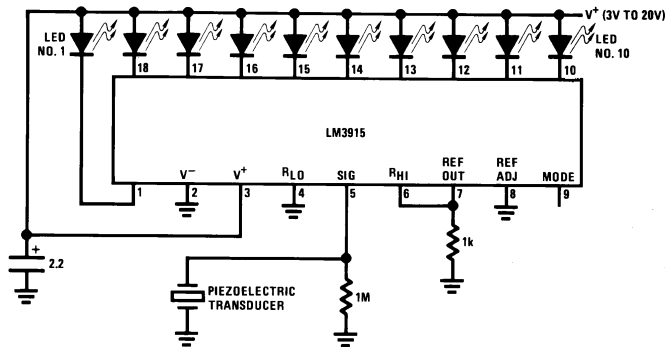 V+ (3V TO 20V)
LED
NO. 1
LED
NO. 10
18
17
16
15
14
13
12
11
10
LM3915
V−
V+
RLO
SIG
RHI
REF
OUT
REF
ADJ
MODE
1
2
3
4
5
6
7
8
9
+
2.2
PIEZOELECTRIC
TRANSDUCER
1M
1k